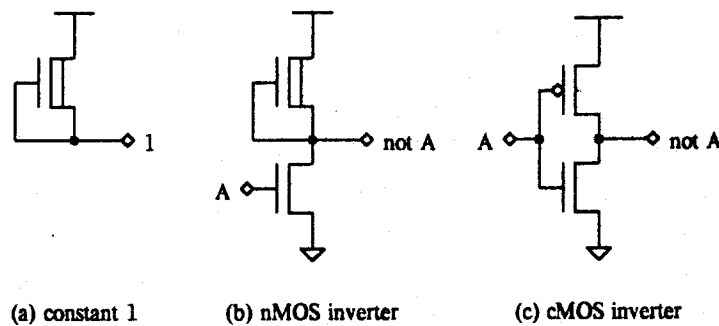 1
A
not A
A
not A
(a) constant 1
(b) nMOS inverter
(c) cMOS inverter